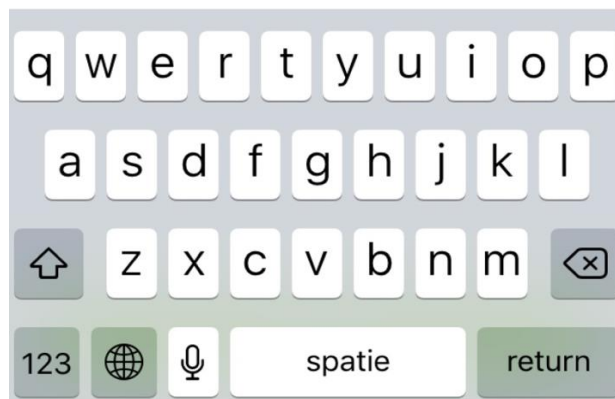 q w e r t y u i o p
a s d f g h j k l
z x c v b n m
123 spatie return